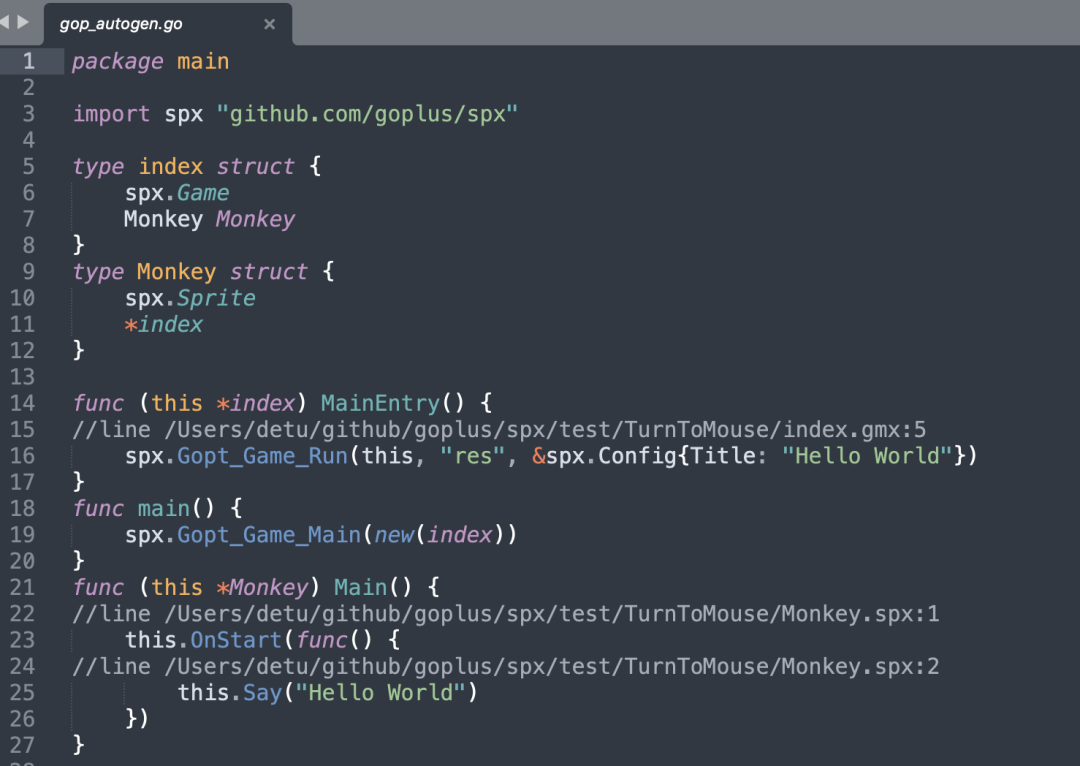 gop_autogen.go
1 package main
2
3 import spx "github.com/goplus/spx"
4
5 type index struct {
6 spx.Game
7 Monkey Monkey
8 }
9 type Monkey struct {
10 spx.Sprite
11 *index
12 }
13
14 func (this *index) MainEntry() {
15 //line /Users/detu/github/goplus/spx/test/TurnToMouse/index.gmx:5
16 spx.Gopt_Game_Run(this, "res", &spx.Config{Title: "Hello World"})
17 }
18 func main() {
19 spx.Gopt_Game_Main(new(index))
20 }
21 func (this *Monkey) Main() {
22 //line /Users/detu/github/goplus/spx/test/TurnToMouse/Monkey.spx:1
23 this.OnStart(func() {
24 //line /Users/detu/github/goplus/spx/test/TurnToMouse/Monkey.spx:2
25 this.Say("Hello World")
26 })
27 }